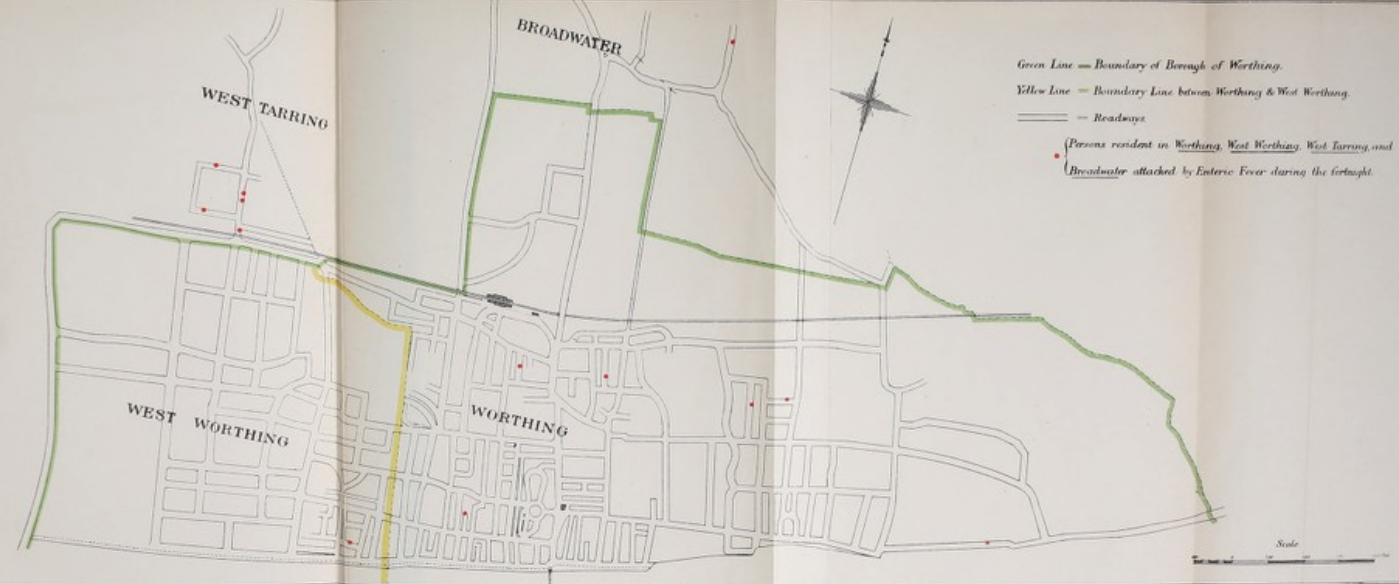 BROADWATER
WEST TARRING
WEST WORTHING
WORTHING
Green Line — Boundary of Borough of Worthing.
Yellow Line — Boundary Line between Worthing & West Worthing.
— Roadways
Persons resident in Worthing, West Worthing, West Tarring, and
Broadwater attacked by Enteric Fever during the fortnight.
Scale